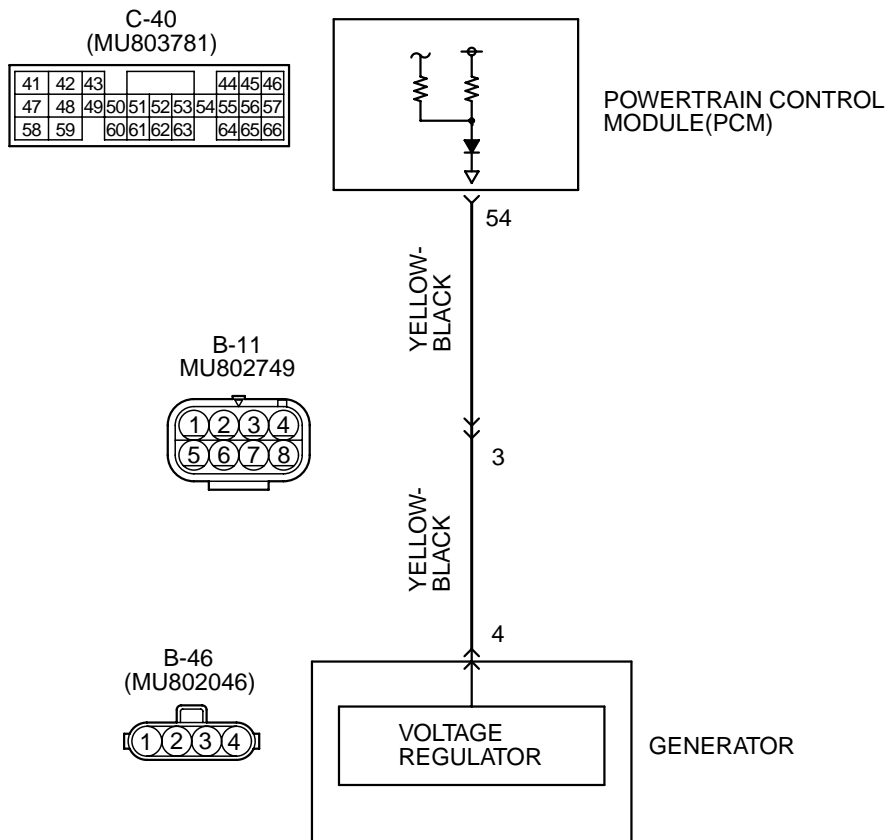 C-40
(MU803781)
41 42 43 44 45 46
47 48 49 50 51 52 53 54 55 56 57
58 59 60 61 62 63 64 65 66
POWERTRAIN CONTROL
MODULE(PCM)
54
YELLOW-
BLACK
B-11
MU802749
1 2 3 4
5 6 7 8
3
YELLOW-
BLACK
4
B-46
(MU802046)
1 2 3 4
VOLTAGE
REGULATOR
GENERATOR